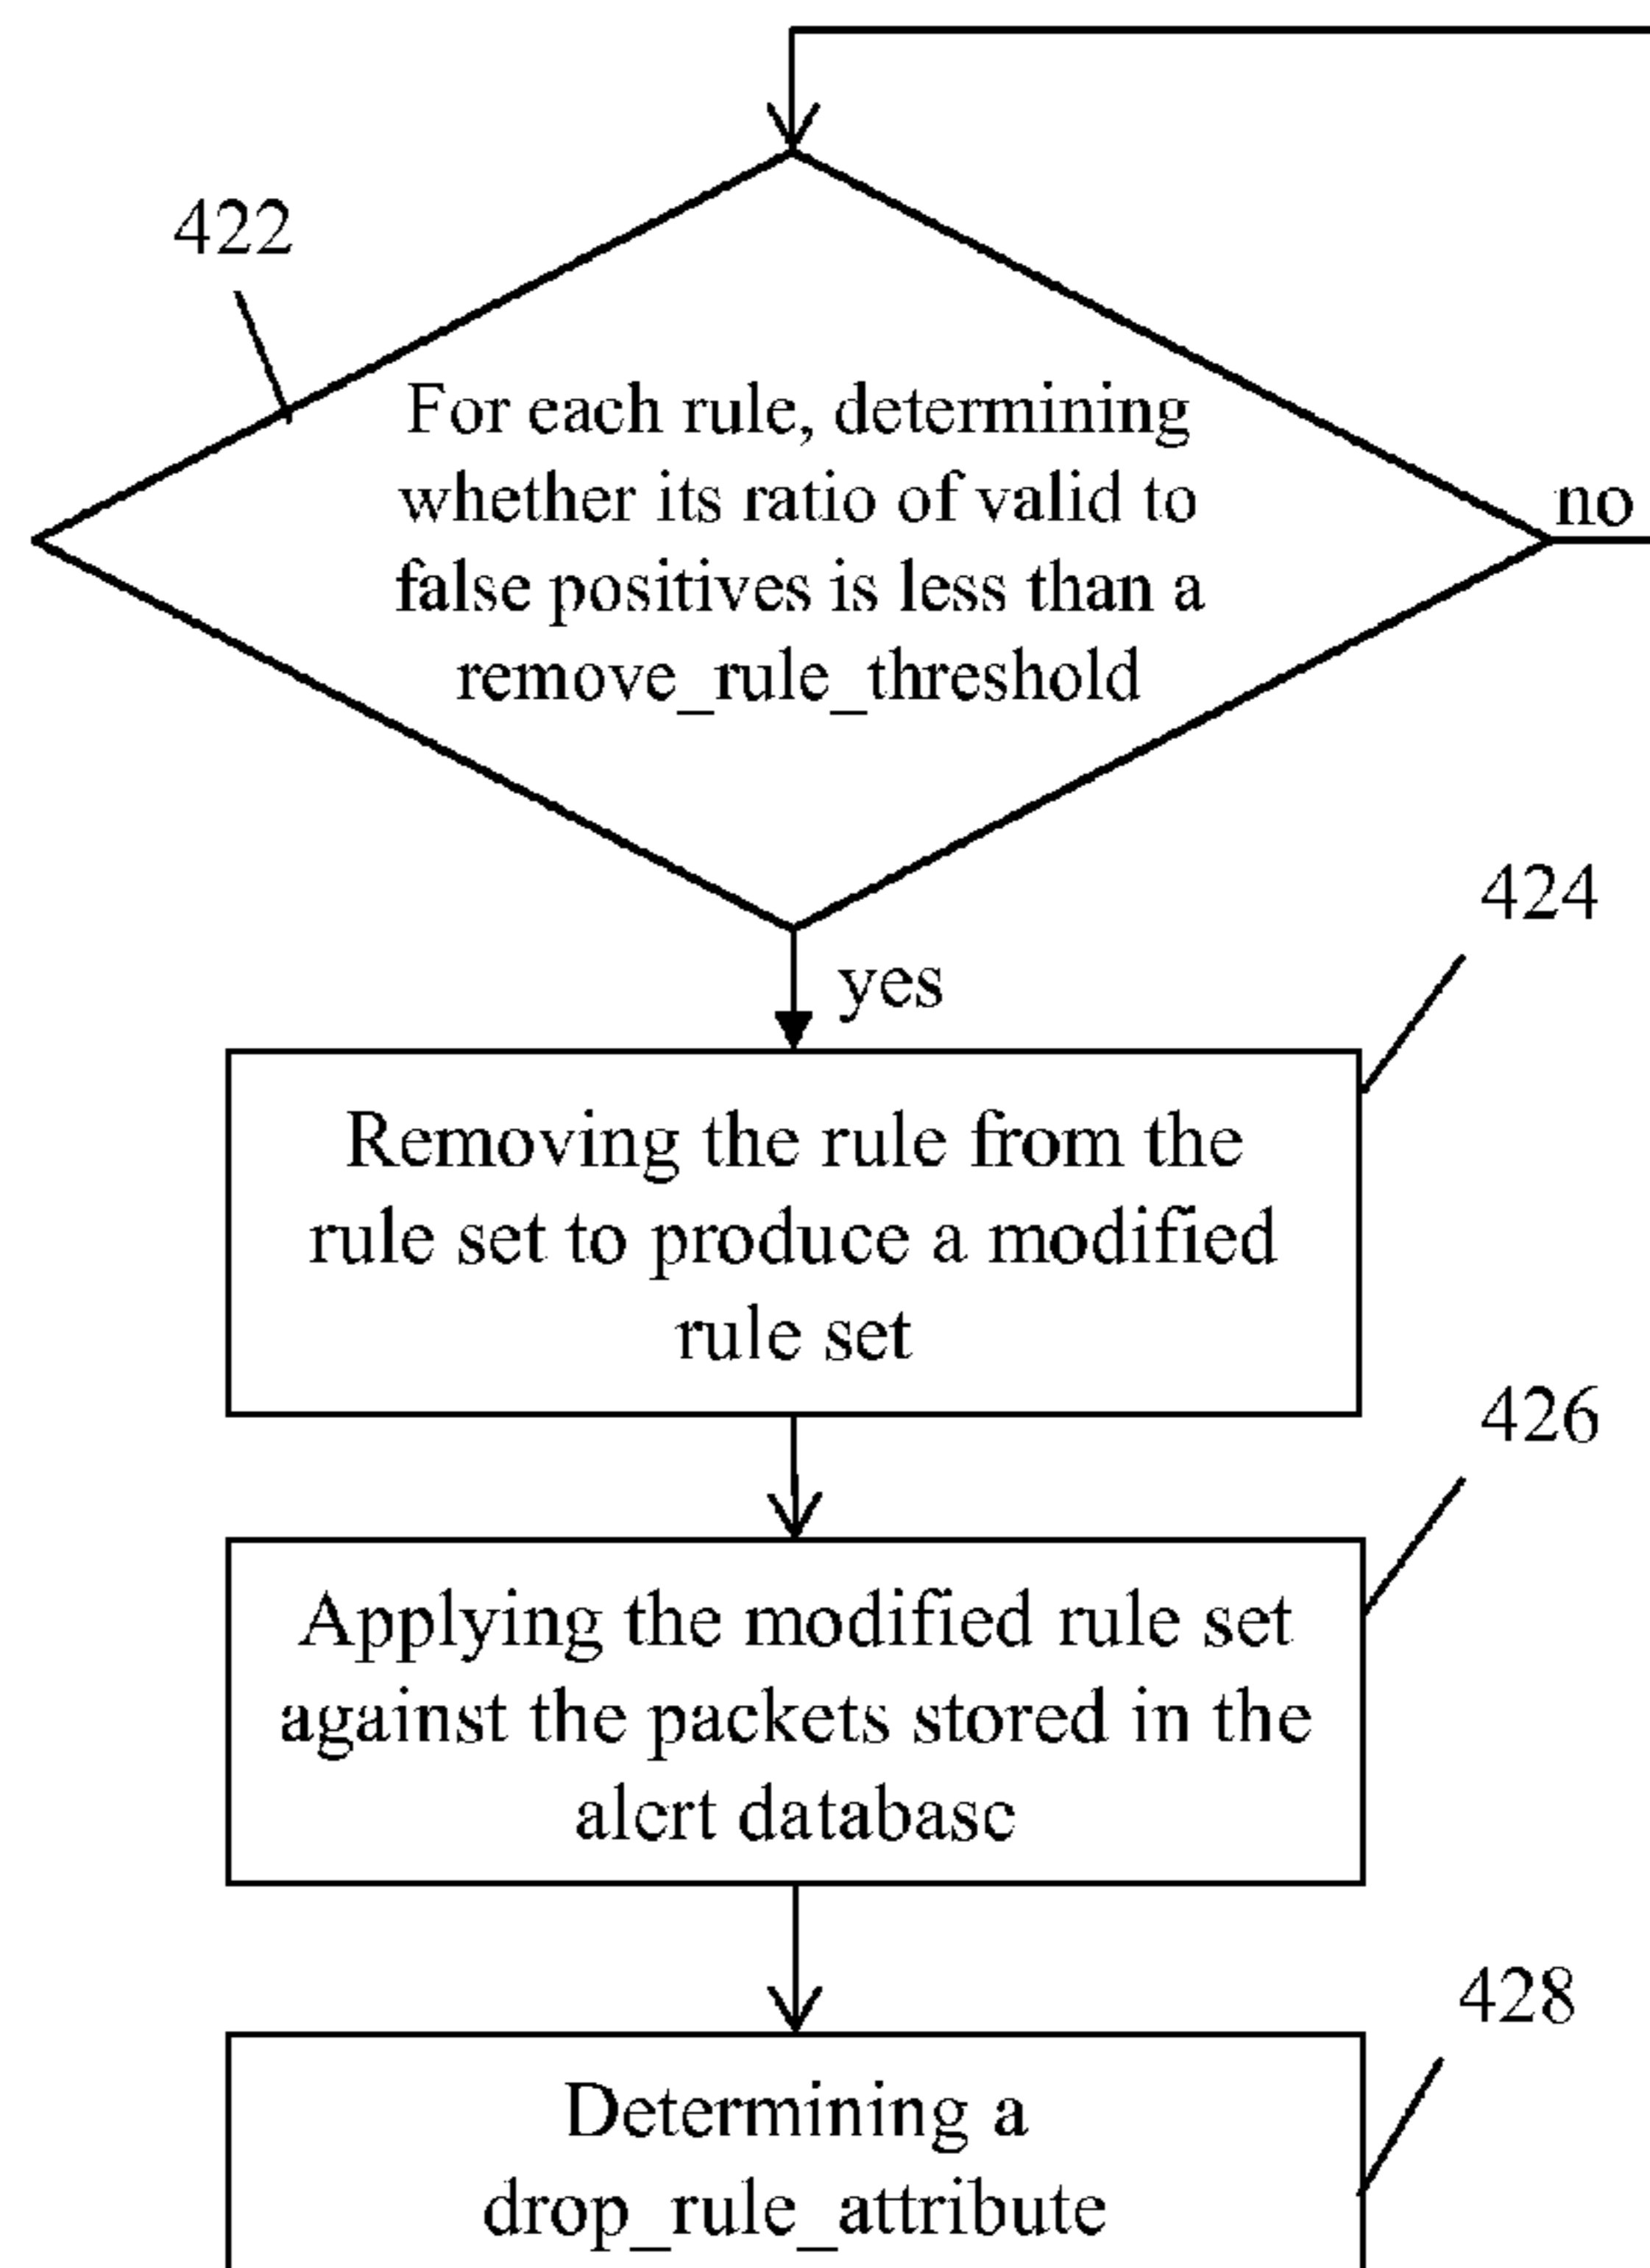 422
For each rule, determining
whether its ratio of valid to
false positives is less than a
remove_rule_threshold
no
yes
424
Removing the rule from the
rule set to produce a modified
rule set
426
Applying the modified rule set
against the packets stored in the
alert database
428
Determining a
drop_rule_attribute